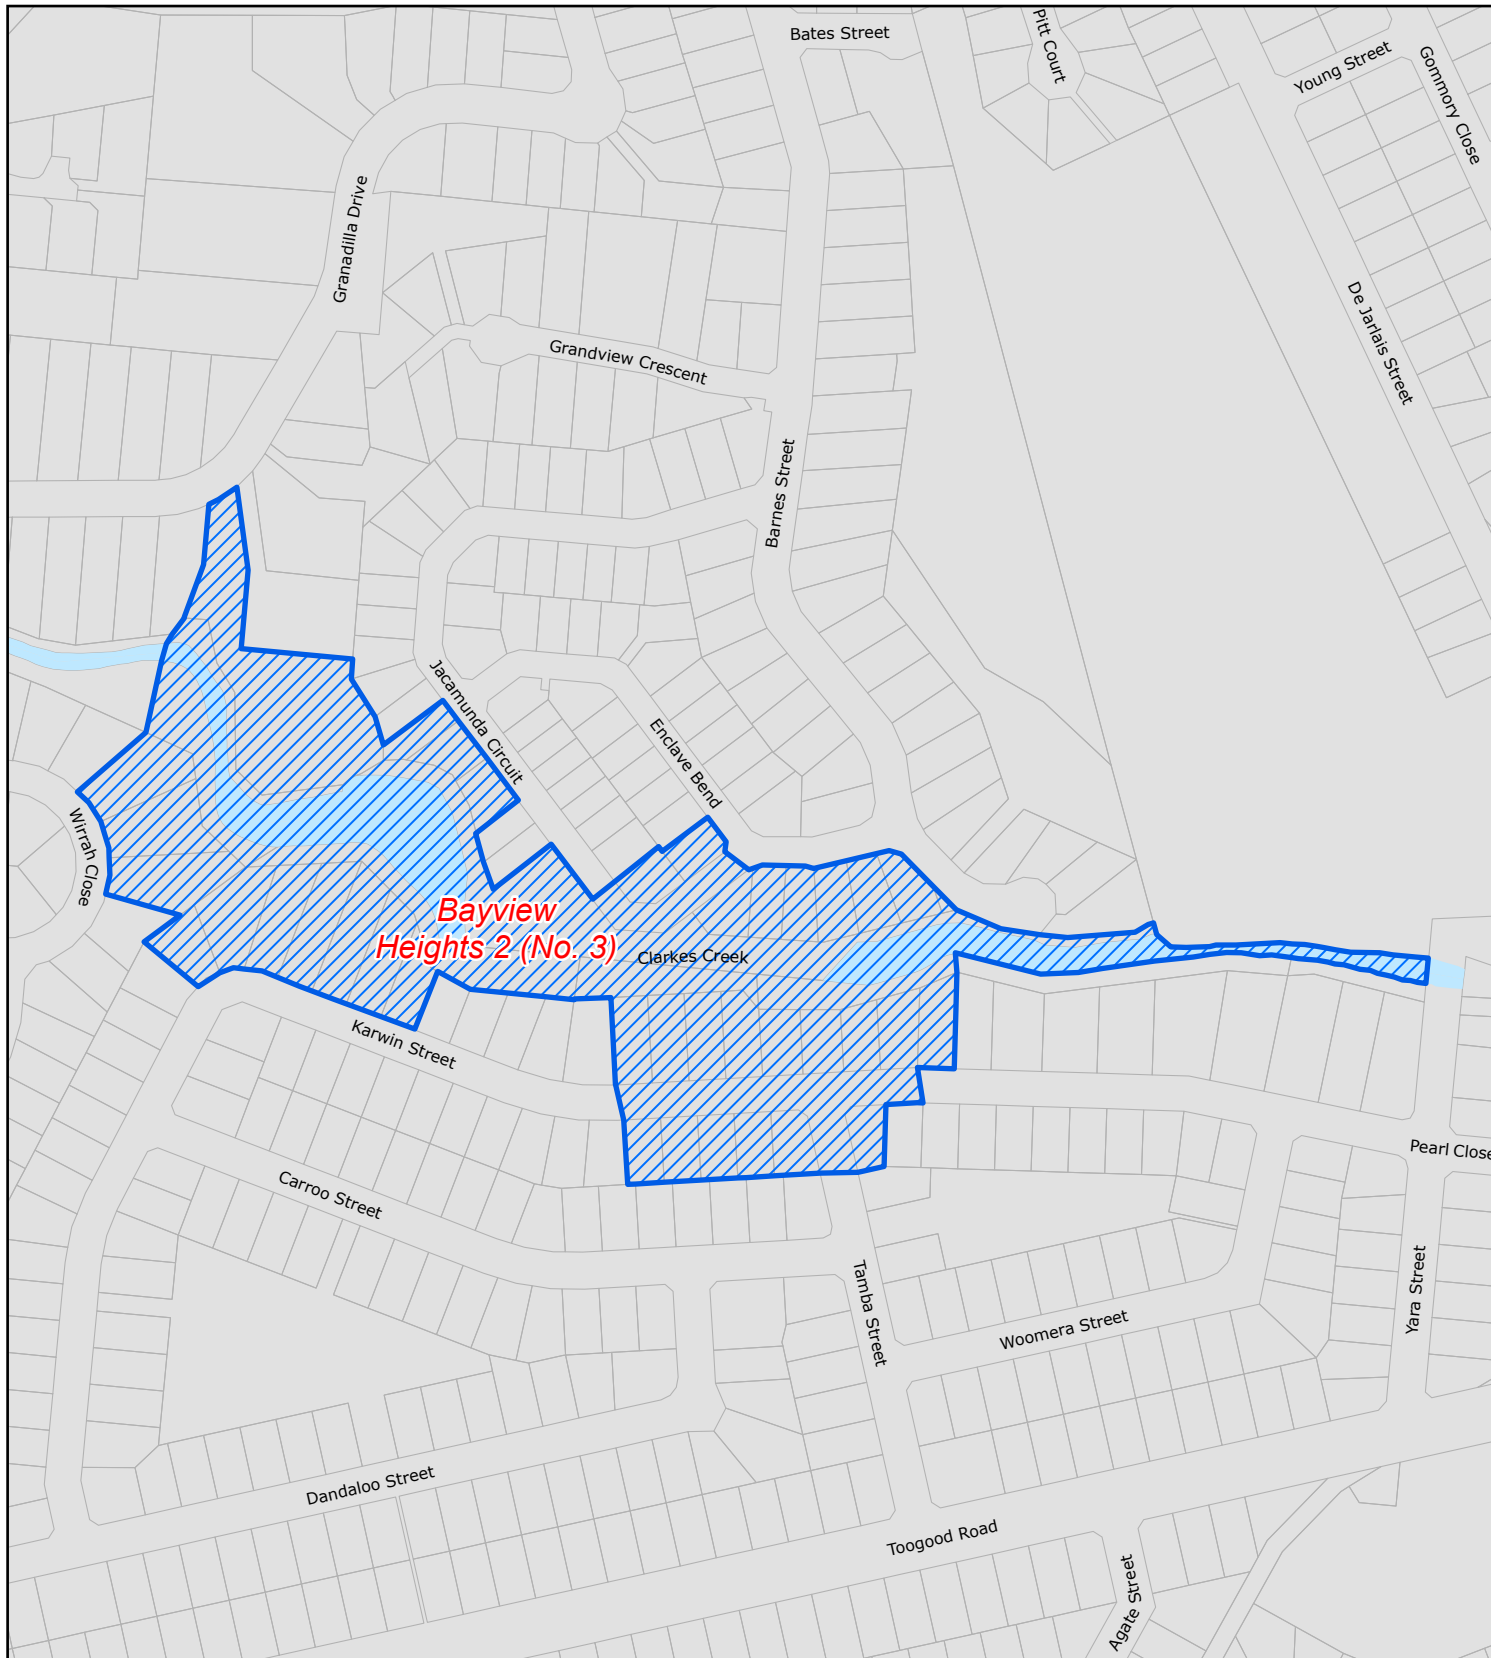 Bates Street
Pitt Court
Young Street
Gommory Close
Granadilla Drive
De Jarlais Street
Grandview Crescent
Barnes Street
Jacamunda Circuit
Enclave Bend
Wirrah Close
Bayview
Heights 2 (No. 3)
Clarkes Creek
Karwin Street
Pearl Close
Carroo Street
Tamba Street
Woomera Street
Yara Street
Dandaloo Street
Toogood Road
Agate Street